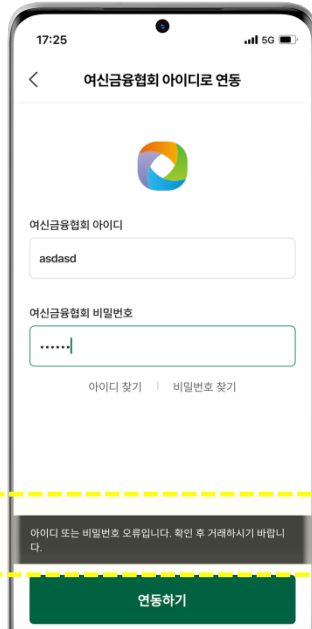 17:25
5G
여신금융협회 아이디로 연동
여신금융협회 아이디
asdasd
여신금융협회 비밀번호
••••••
아이디 찾기 | 비밀번호 찾기
아이디 또는 비밀번호 오류입니다. 확인 후 거래하시기 바랍니
다.
연동하기